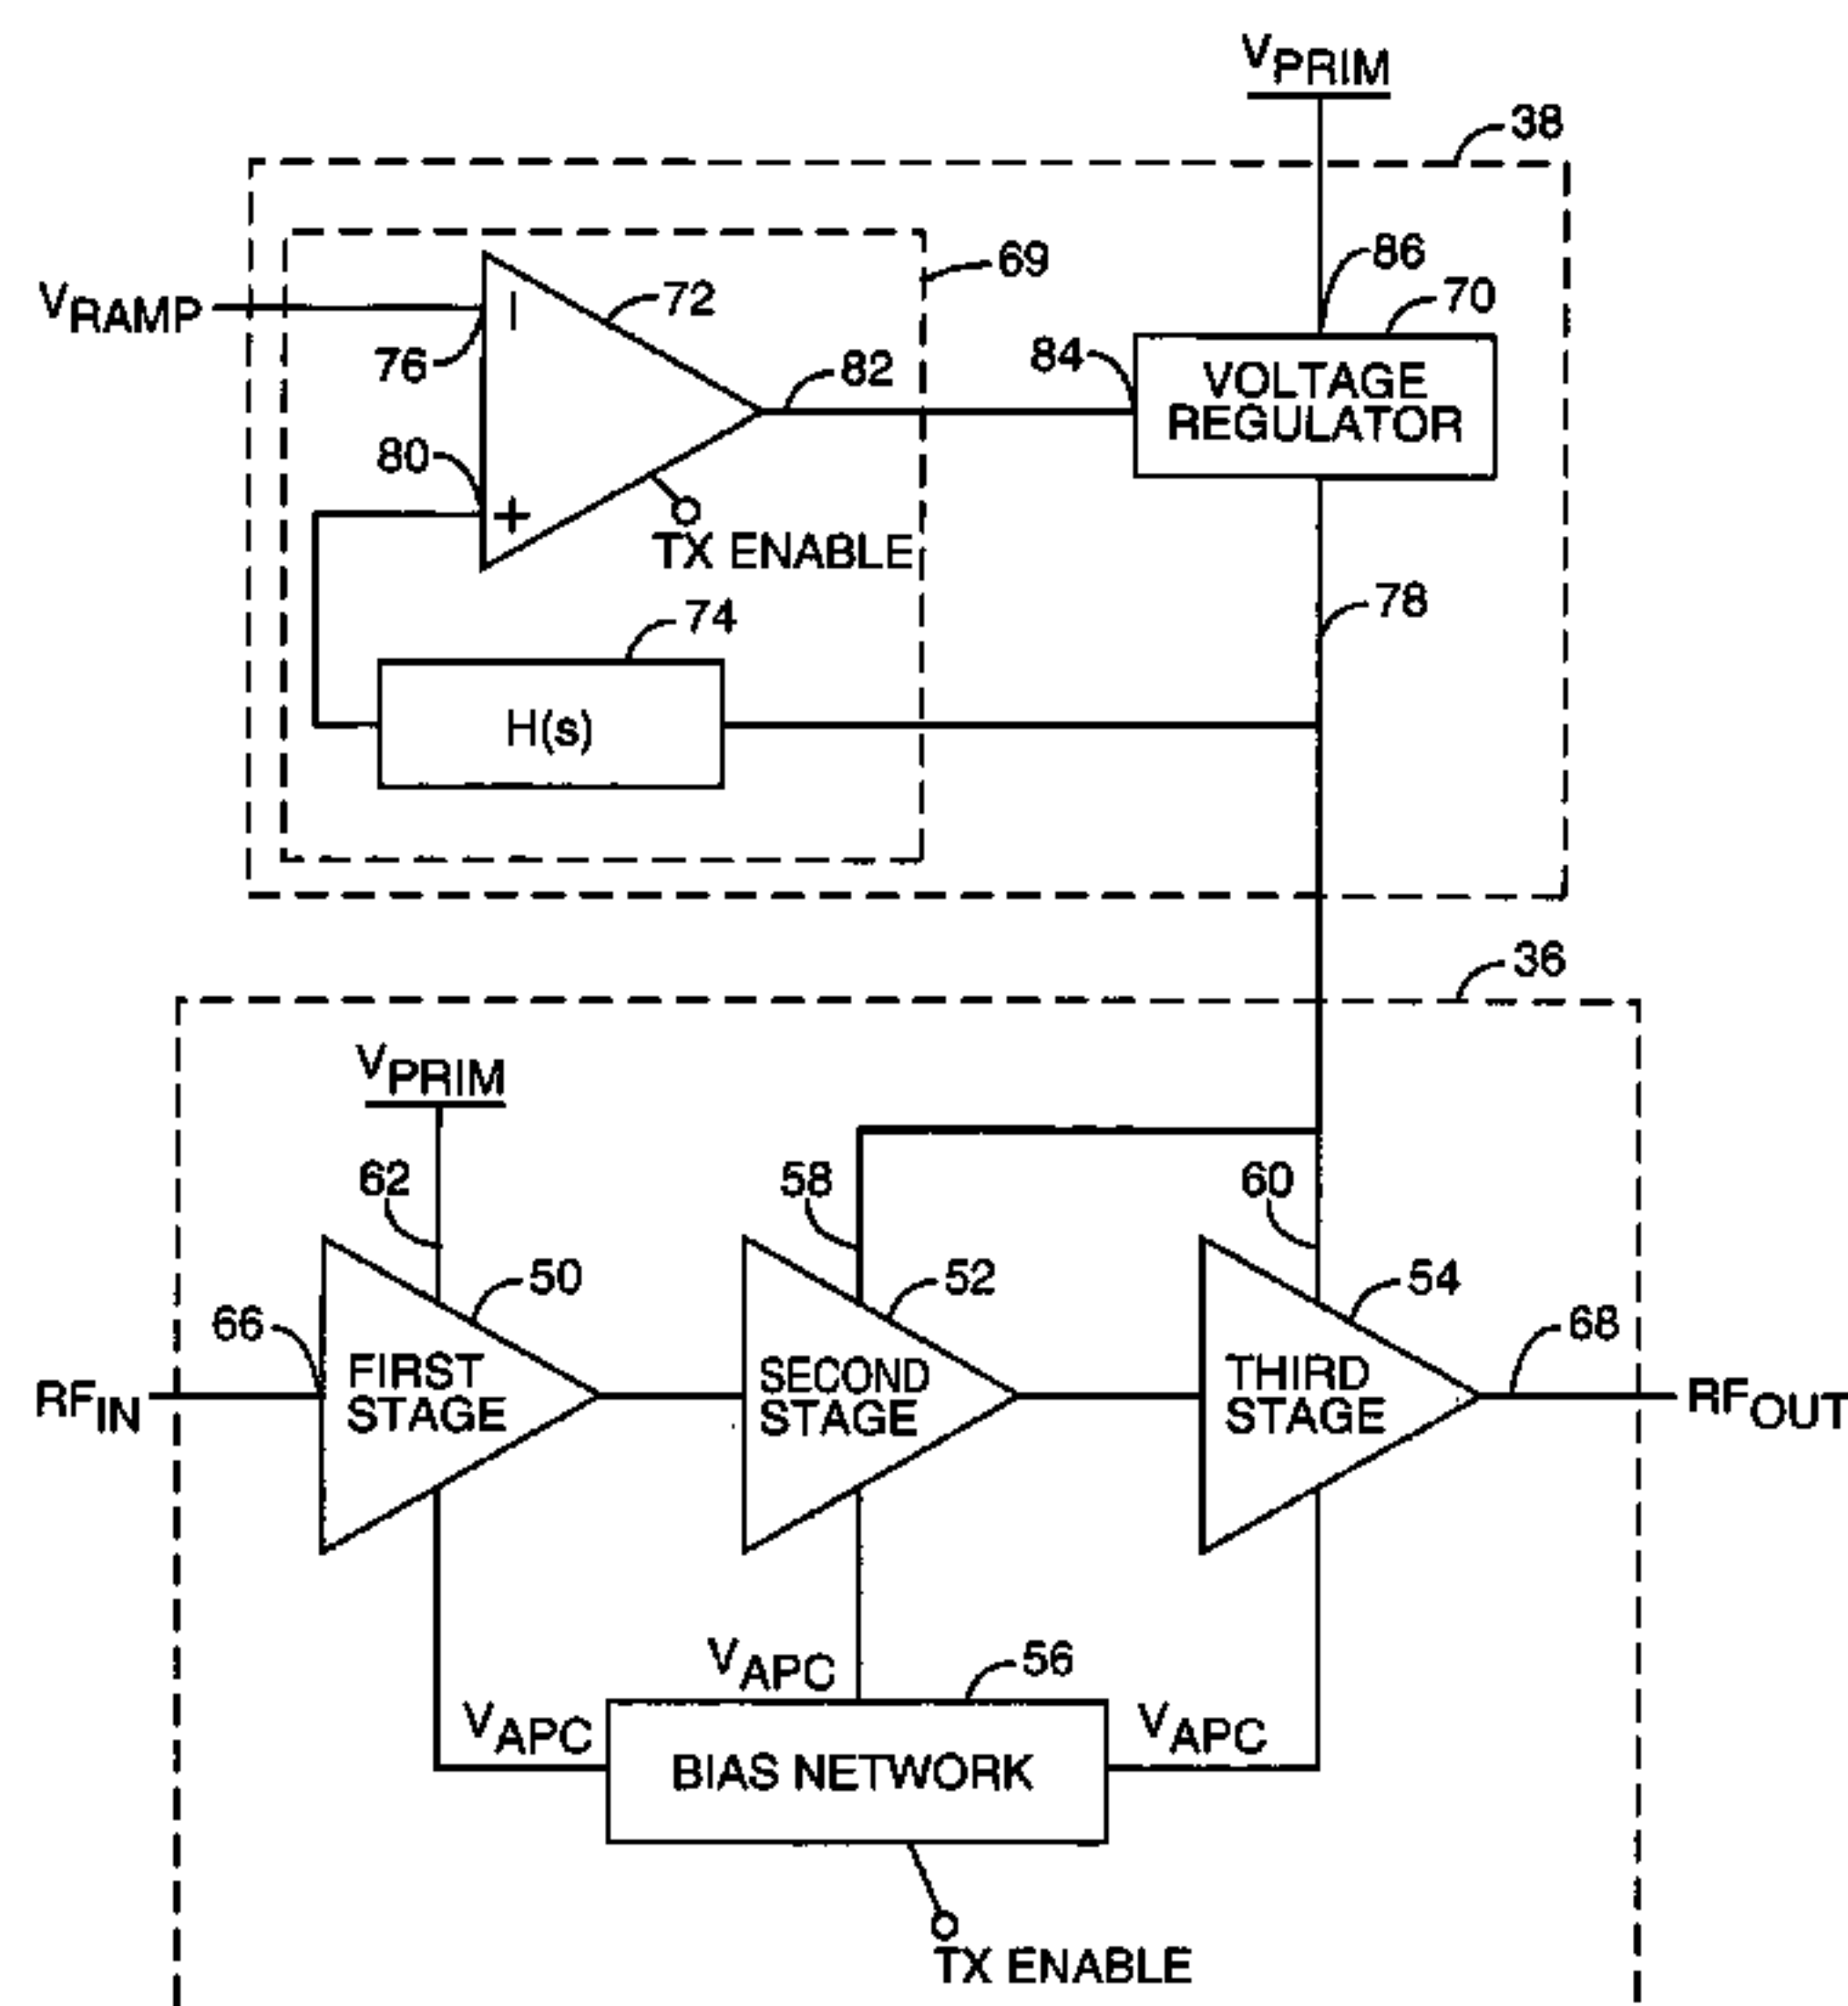 VPRIM
38
69
86
VRAMP
72
70
76
82
84
VOLTAGE
REGULATOR
80
+
TX ENABLE
78
74
H(s)
36
VPRIM
62
58
60
50
52
54
66
68
FIRST
STAGE
SECOND
STAGE
THIRD
STAGE
RFIN
RFOUT
VAPC
56
VAPC
VAPC
BIAS NETWORK
TX ENABLE